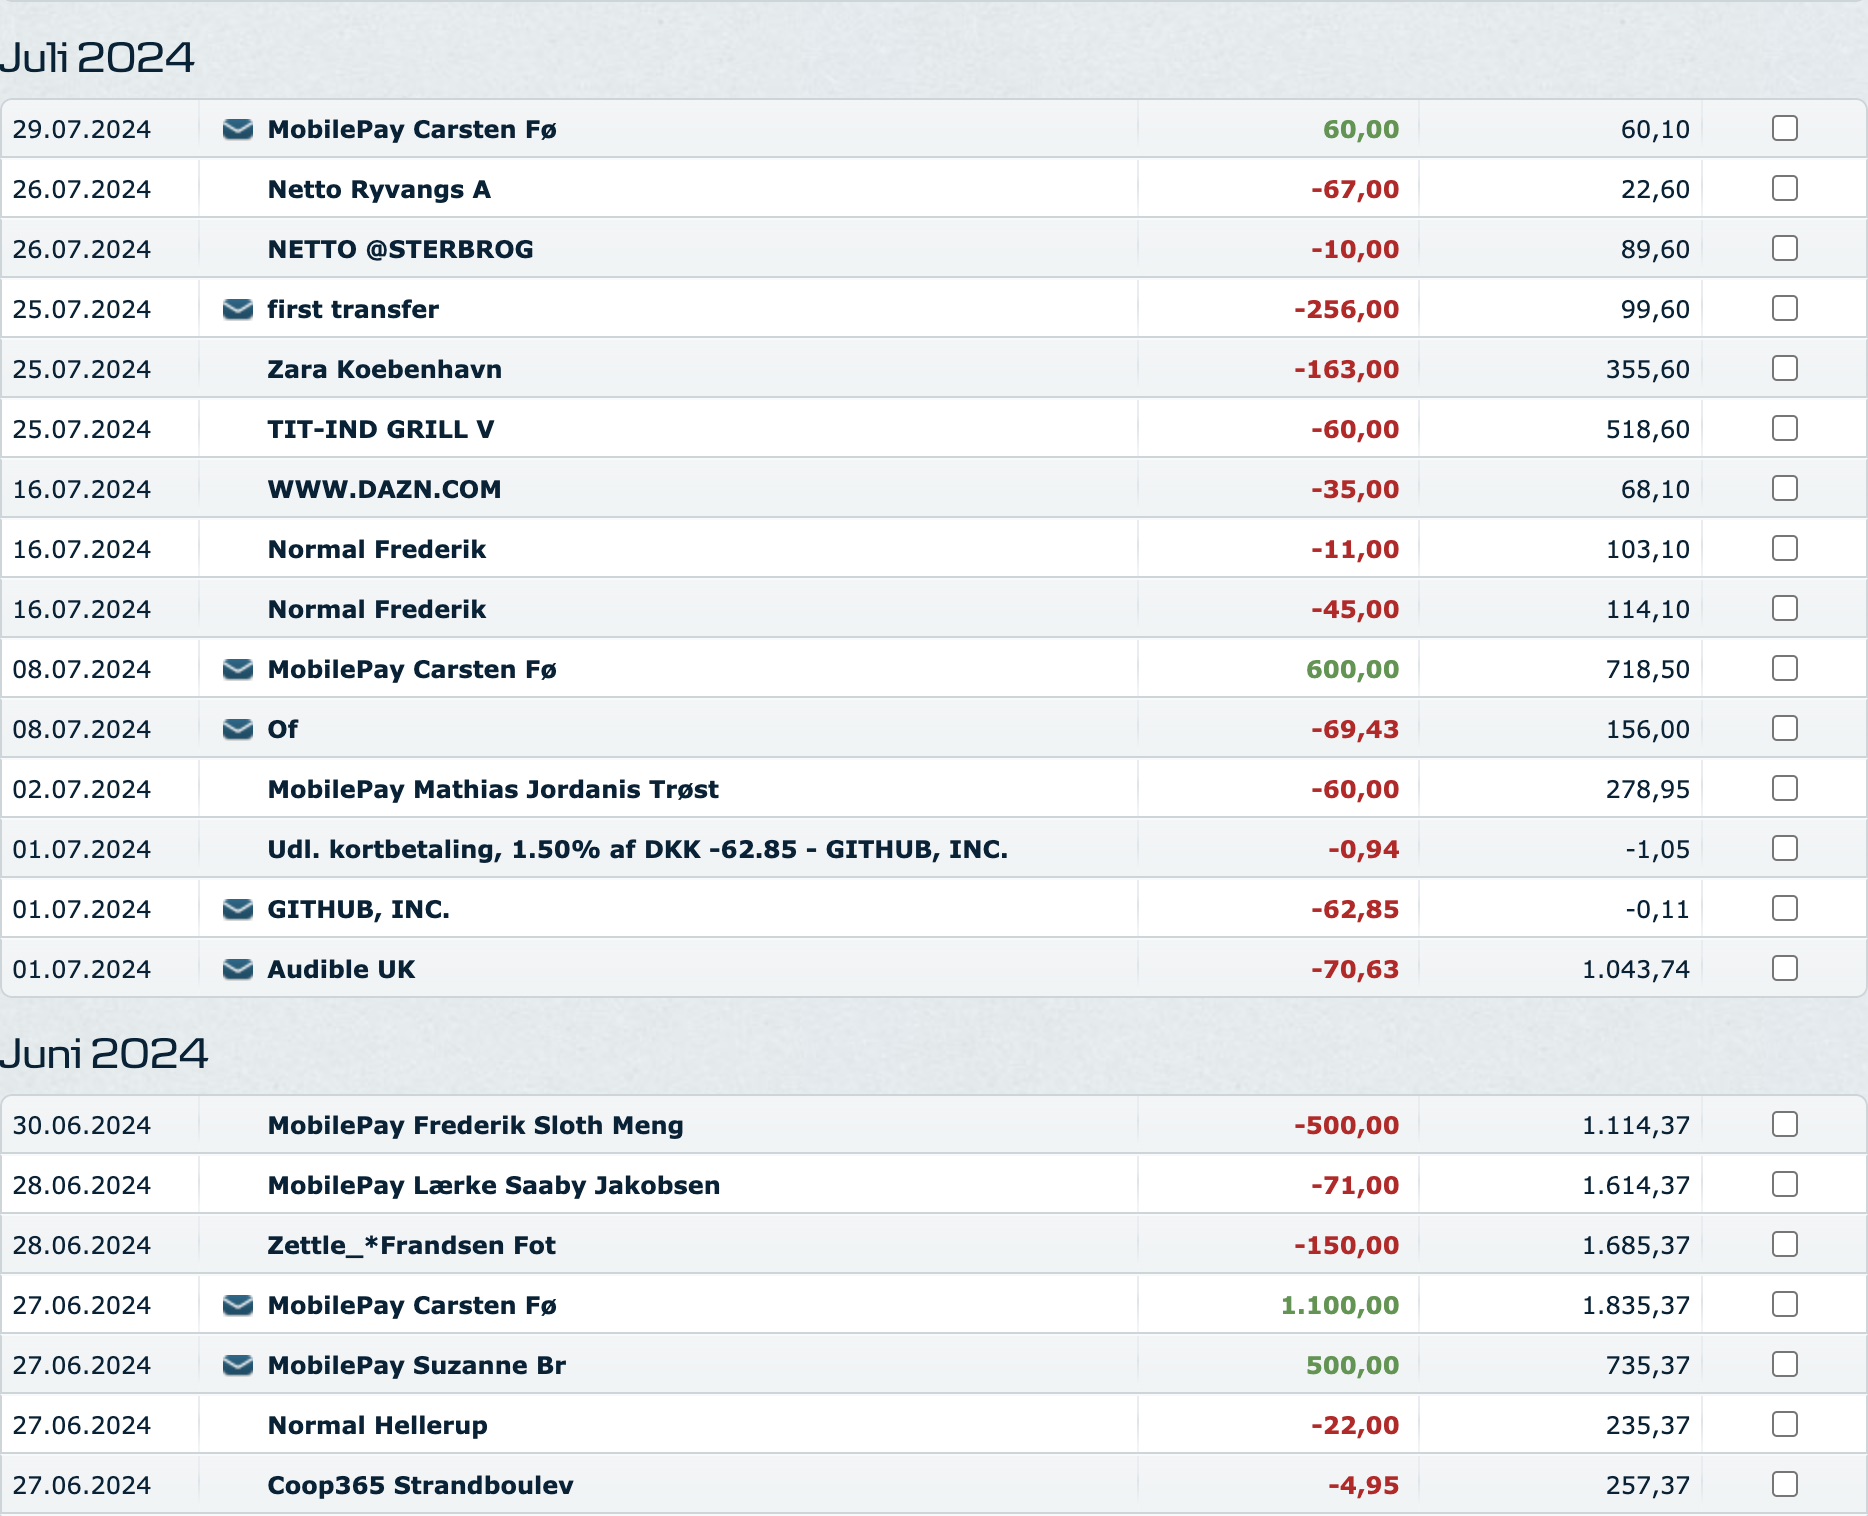 Juli 2024
29.07.2024 MobilePay Carsten Fø 60,00 60,10
26.07.2024 Netto Ryvangs A -67,00 22,60
26.07.2024 NETTO @STERBROG -10,00 89,60
25.07.2024 first transfer -256,00 99,60
25.07.2024 Zara Koebenhavn -163,00 355,60
25.07.2024 TIT-IND GRILL V -60,00 518,60
16.07.2024 WWW.DAZN.COM -35,00 68,10
16.07.2024 Normal Frederik -11,00 103,10
16.07.2024 Normal Frederik -45,00 114,10
08.07.2024 MobilePay Carsten Fø 600,00 718,50
08.07.2024 Of -69,43 156,00
02.07.2024 MobilePay Mathias Jordanis Trøst -60,00 278,95
01.07.2024 Udl. kortbetaling, 1.50% af DKK -62.85 - GITHUB, INC. -0,94 -1,05
01.07.2024 GITHUB, INC. -62,85 -0,11
01.07.2024 Audible UK -70,63 1.043,74
Juni 2024
30.06.2024 MobilePay Frederik Sloth Meng -500,00 1.114,37
28.06.2024 MobilePay Lærke Saaby Jakobsen -71,00 1.614,37
28.06.2024 Zettle_*Frandsen Fot -150,00 1.685,37
27.06.2024 MobilePay Carsten Fø 1.100,00 1.835,37
27.06.2024 MobilePay Suzanne Br 500,00 735,37
27.06.2024 Normal Hellerup -22,00 235,37
27.06.2024 Coop365 Strandboulev -4,95 257,37